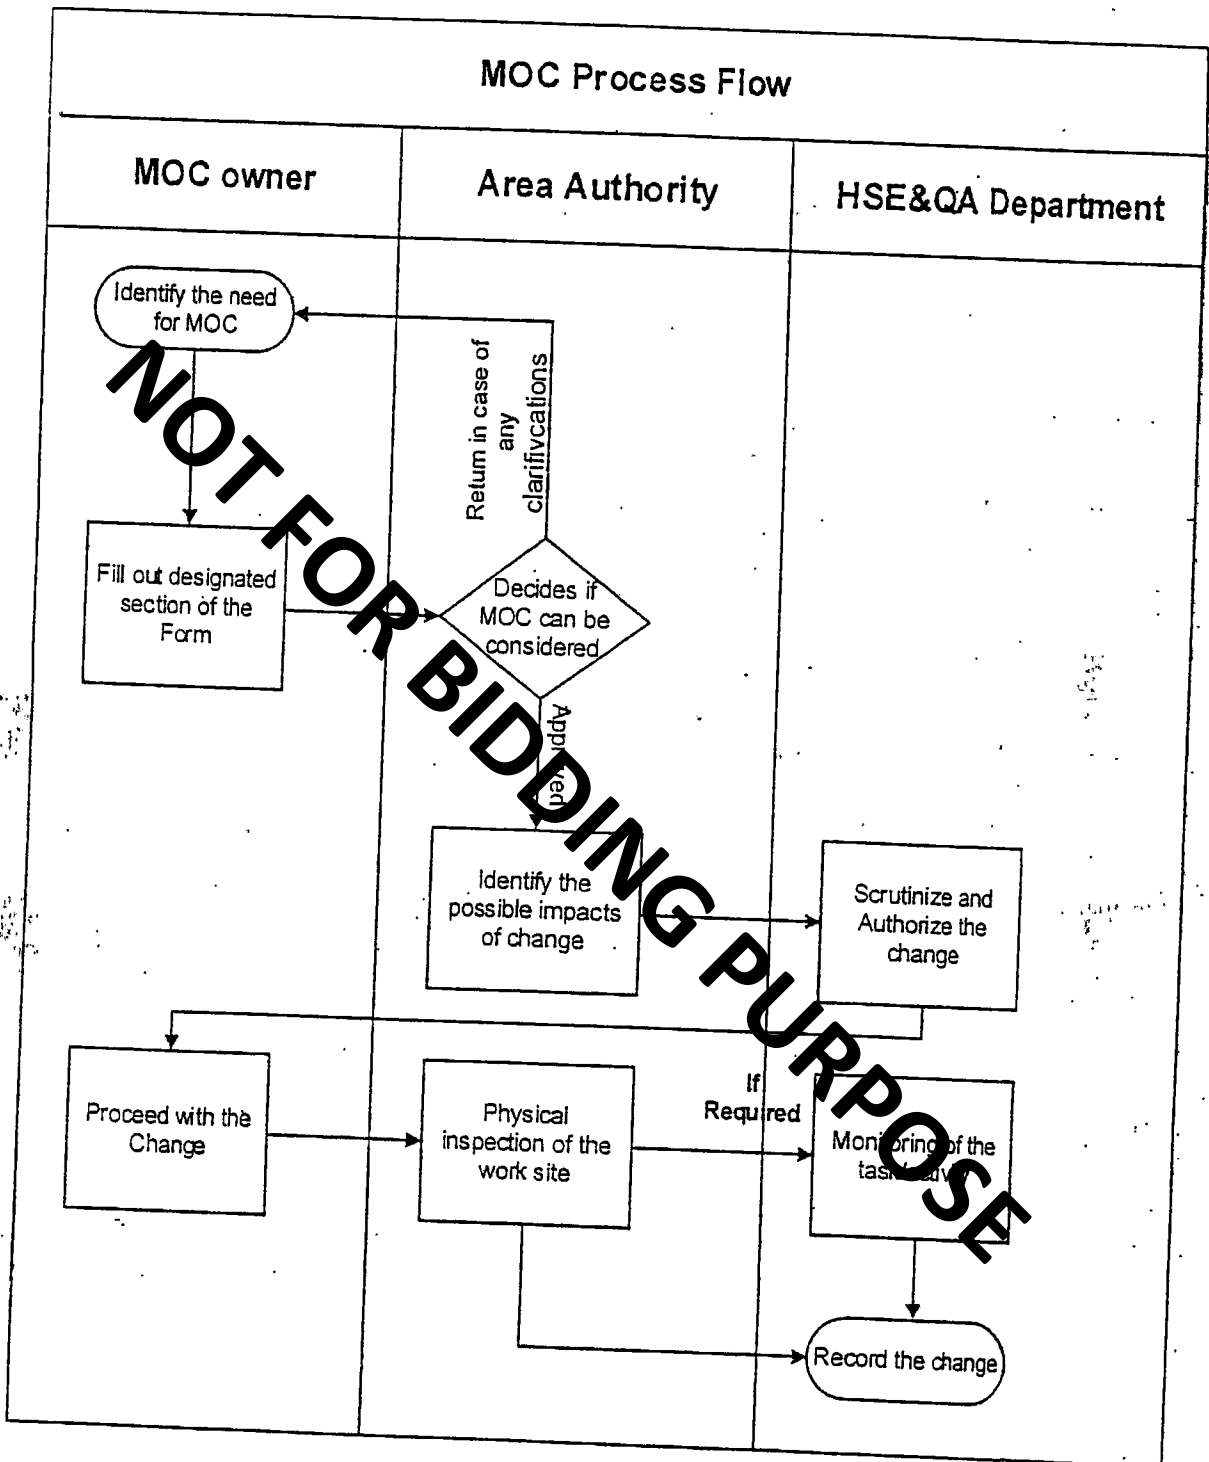 MOC Process Flow
MOC owner
Area Authority
HSE&QA Department
Identify the need
for MOC
Return in case of
any
clarifivcations
Fill out designated
section of the
Form
Decides if
MOC can be
considered
Identify the
possible impacts
of change
Scrutinize and
Authorize the
change
Proceed with the
Change
Physical
inspection of the
work site
If
Required
of the
Record the change
NOT FOR BIDDING PURPOSE